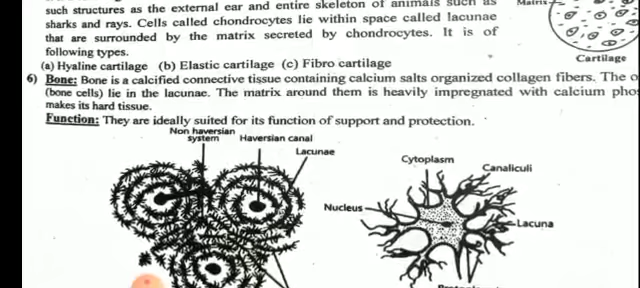 such structures as the external ear and entire skeleton of animals such as
sharks and rays. Cells called chondrocytes lie within space called lacunae
that are surrounded by the matrix secreted by chondrocytes. It is of
following types.
(a) Hyaline cartilage (b) Elastic cartilage (c) Fibro cartilage
Matrix
Cartilage
6) Bone: Bone is a calcified connective tissue containing calcium salts organized collagen fibers. The
(bone cells) lie in the lacunae. The matrix around them is heavily impregnated with calcium
makes its hard tissue.
Function: They are ideally suited for its function of support and protection.
Non haversian
system
Haversian canal
Lacunae
Cytoplasm
Canaliculi
Nucleus
Lacuna